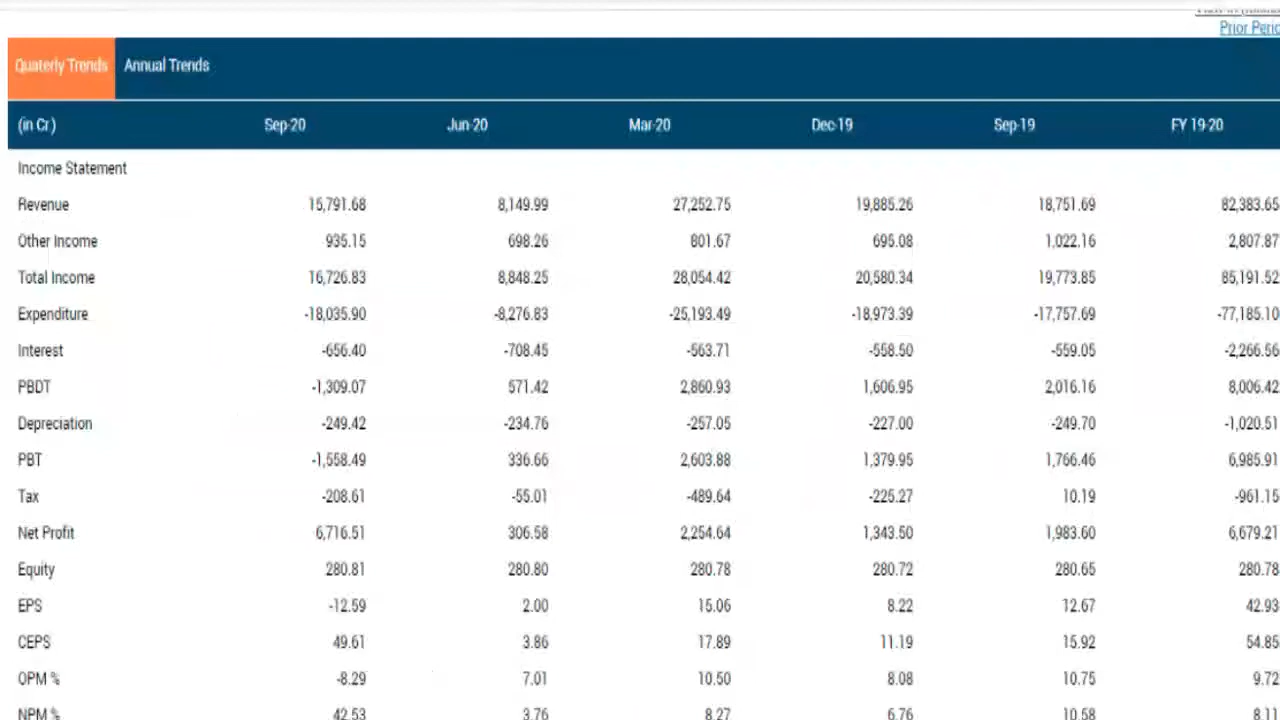 Prior Peri
Quaterly Trends Annual Trends
(in Cr) Sep-20 Jun-20 Mar-20 Dec-19 Sep-19 FY 19-20
Income Statement
Revenue 15,791.68 8,149.99 27,252.75 19,885.26 18,751.69 82,383.65
Other Income 935.15 698.26 801.67 695.08 1,022.16 2,807.87
Total Income 16,726.83 8,848.25 28,054.42 20,580.34 19,773.85 85,191.52
Expenditure -18,035.90 -8,276.83 -25,193.49 -18,973.39 -17,757.69 -77,185.10
Interest -656.40 -708.45 -563.71 -558.50 -559.05 -2,266.56
PBDT -1,309.07 571.42 2,860.93 1,606.95 2,016.16 8,006.42
Depreciation -249.42 -234.76 -257.05 -227.00 -249.70 -1,020.51
PBT -1,558.49 336.66 2,603.88 1,379.95 1,766.46 6,985.91
Tax -208.61 -55.01 -489.64 -225.27 10.19 -961.15
Net Profit 6,716.51 306.58 2,254.64 1,343.50 1,983.60 6,679.21
Equity 280.81 280.80 280.78 280.72 280.65 280.78
EPS -12.59 2.00 15.06 8.22 12.67 42.93
CEPS 49.61 3.86 17.89 11.19 15.92 54.85
OPM % -8.29 7.01 10.50 8.08 10.75 9.72
NPM % 42.53 3.76 8.27 6.76 10.58 8.11